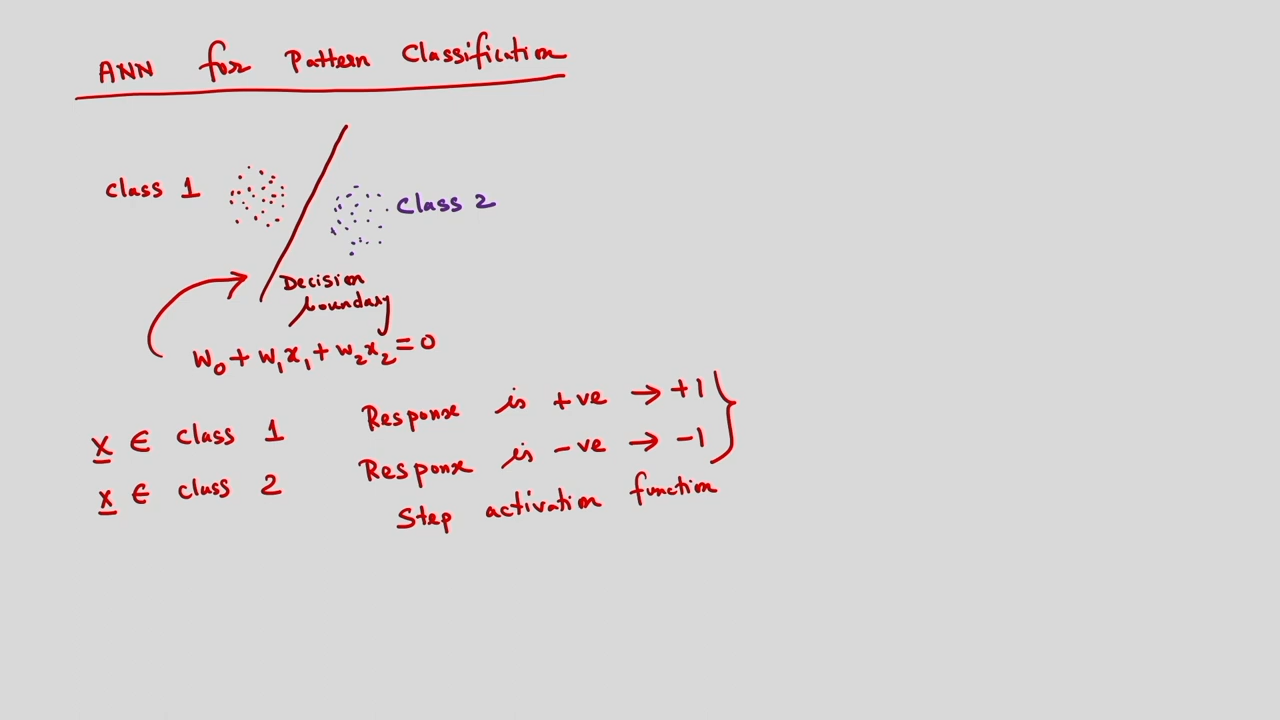 ANN for Pattern Classification
class 1
class 2
Decision
boundary
w₀ + w₁x₁ + w₂x₂ = 0
x ∈ class 1 Response is +ve → +1
x ∈ class 2 Response is -ve → -1
Step activation function